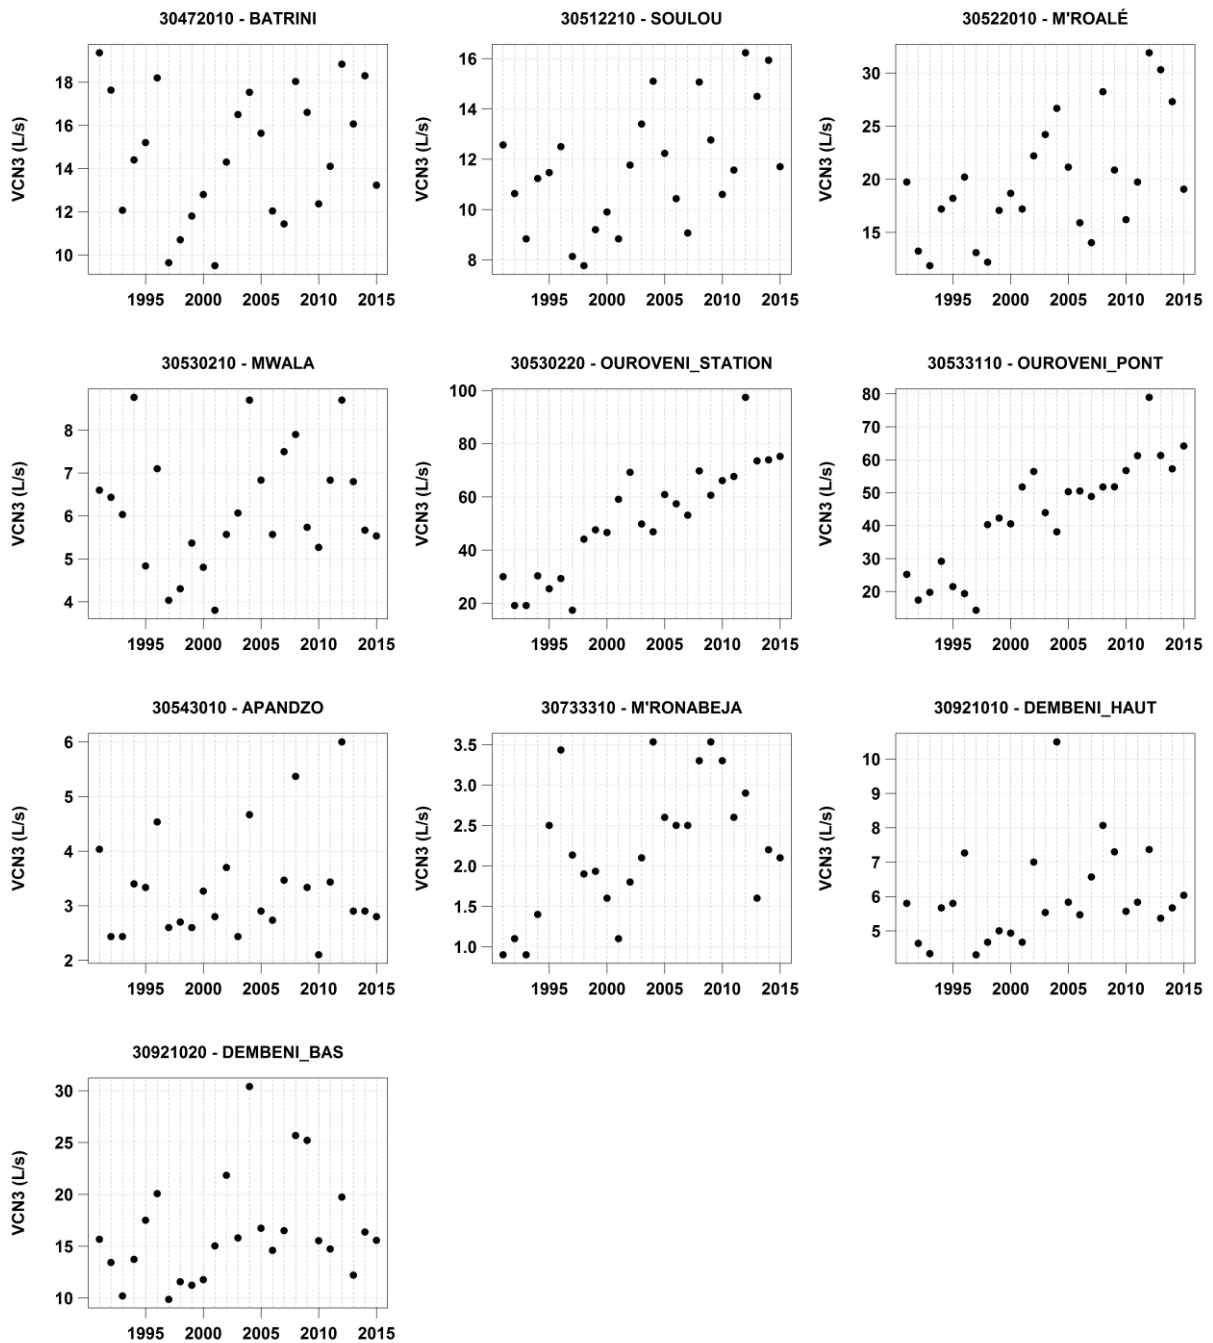 30472010 - BATRINI
30512210 - SOULOU
30522010 - M'ROALÉ
VCN3 (L/s)
18
16
14
12
10
1995 2000 2005 2010 2015
VCN3 (L/s)
16
14
12
10
8
1995 2000 2005 2010 2015
VCN3 (L/s)
30
25
20
15
1995 2000 2005 2010 2015
30530210 - MWALA
30530220 - OUROVENI_STATION
30533110 - OUROVENI_PONT
VCN3 (L/s)
8
7
6
5
4
1995 2000 2005 2010 2015
VCN3 (L/s)
100
80
60
40
20
1995 2000 2005 2010 2015
VCN3 (L/s)
80
70
60
50
40
30
20
1995 2000 2005 2010 2015
30543010 - APANDZO
30733310 - M'RONABEJA
30921010 - DEMBENI_HAUT
VCN3 (L/s)
6
5
4
3
2
1995 2000 2005 2010 2015
VCN3 (L/s)
3.5
3.0
2.5
2.0
1.5
1.0
1995 2000 2005 2010 2015
VCN3 (L/s)
10
9
8
7
6
5
1995 2000 2005 2010 2015
30921020 - DEMBENI_BAS
VCN3 (L/s)
30
25
20
15
10
1995 2000 2005 2010 2015